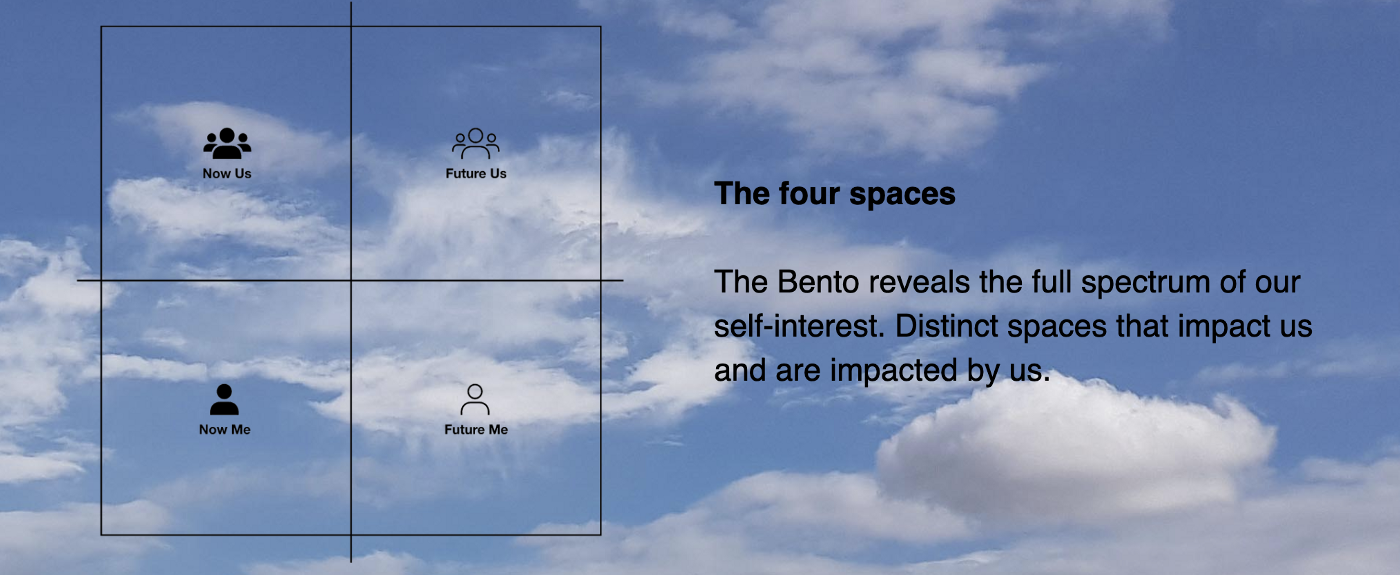 Now Us
Future Us
Now Me
Future Me
The four spaces
The Bento reveals the full spectrum of our
self-interest. Distinct spaces that impact us
and are impacted by us.